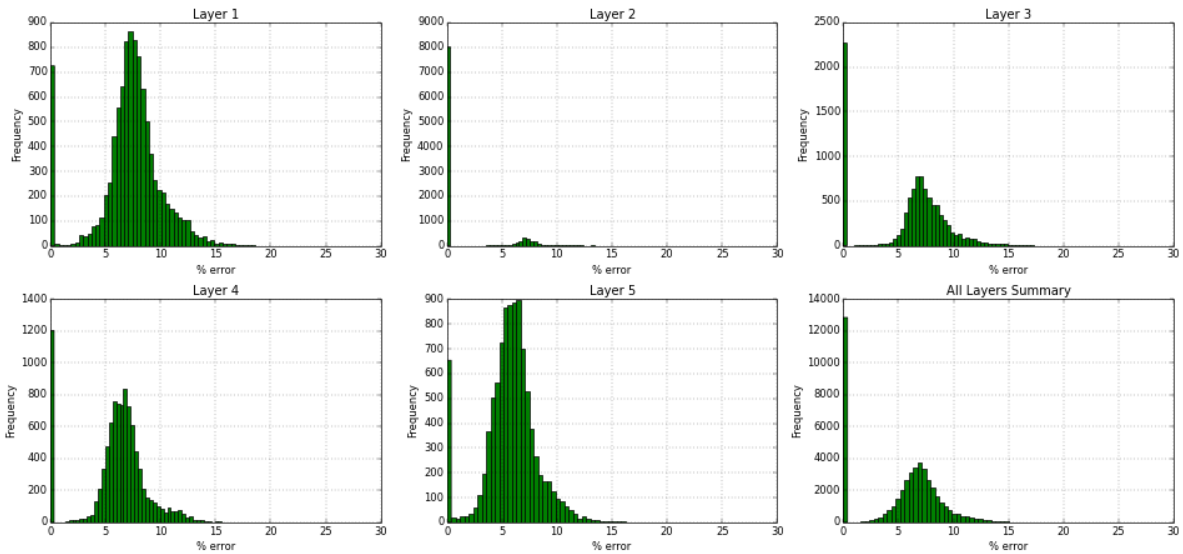 Layer 1
900
800
700
600
500
400
300
200
100
0
Frequency
0 5 10 15 20 25 30
% error
Layer 2
9000
8000
7000
6000
5000
4000
3000
2000
1000
0
Frequency
0 5 10 15 20 25 30
% error
Layer 3
2500
2000
1500
1000
500
0
Frequency
0 5 10 15 20 25 30
% error
Layer 4
1400
1200
1000
800
600
400
200
0
Frequency
0 5 10 15 20 25 30
% error
Layer 5
900
800
700
600
500
400
300
200
100
0
Frequency
0 5 10 15 20 25 30
% error
All Layers Summary
14000
12000
10000
8000
6000
4000
2000
0
Frequency
0 5 10 15 20 25 30
% error